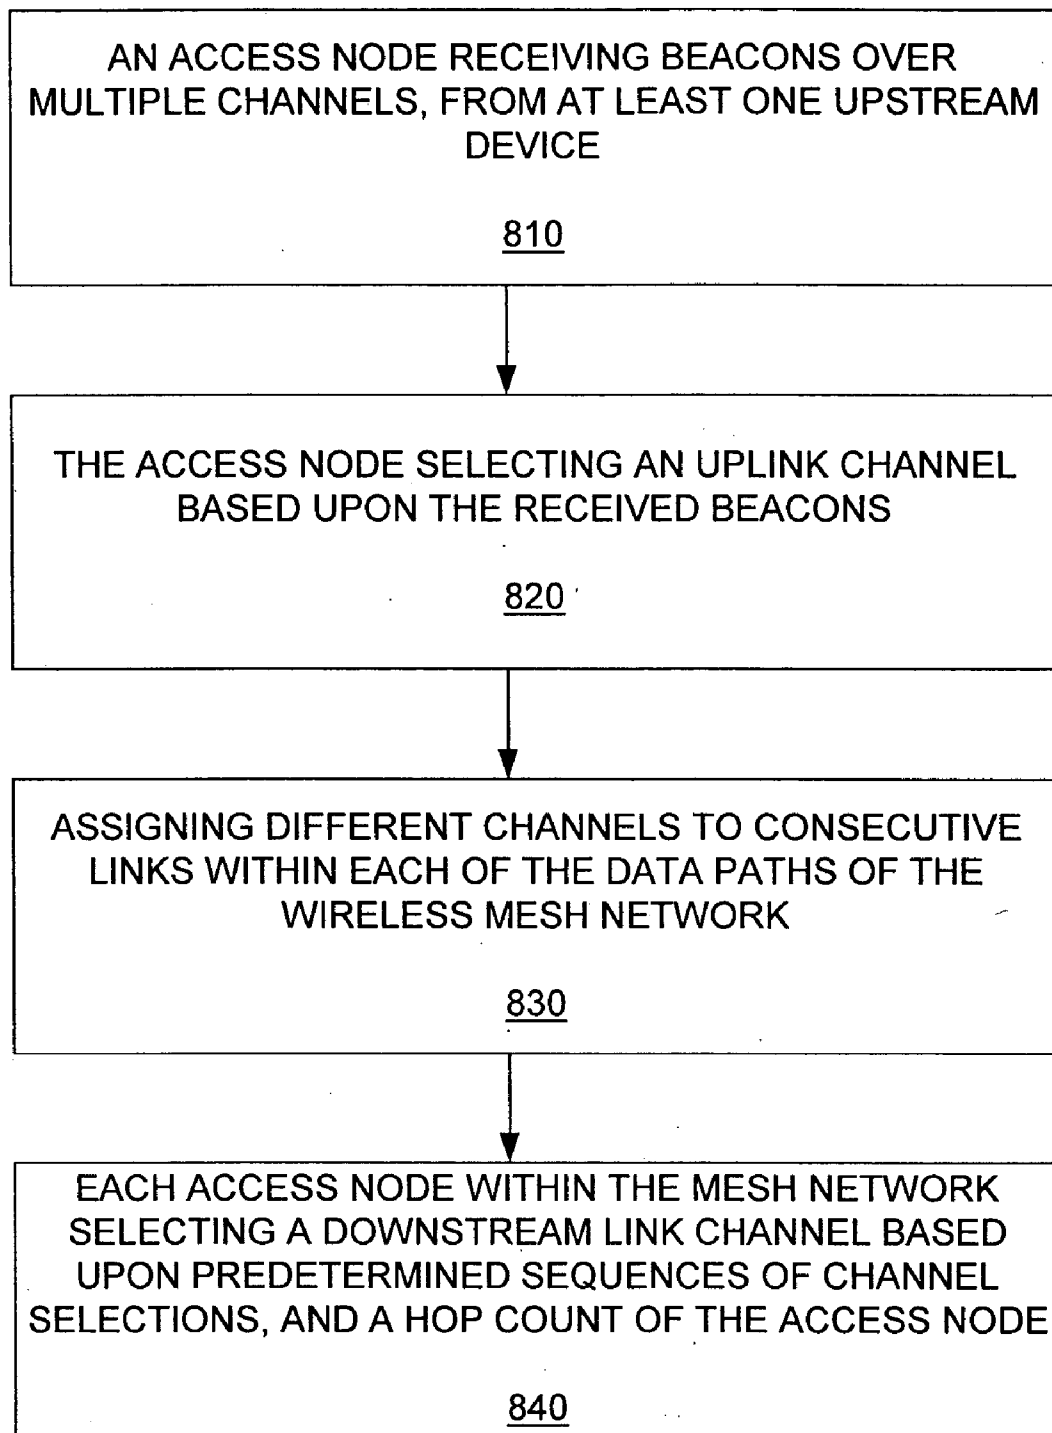 AN ACCESS NODE RECEIVING BEACONS OVER
MULTIPLE CHANNELS, FROM AT LEAST ONE UPSTREAM
DEVICE
810
THE ACCESS NODE SELECTING AN UPLINK CHANNEL
BASED UPON THE RECEIVED BEACONS
820
ASSIGNING DIFFERENT CHANNELS TO CONSECUTIVE
LINKS WITHIN EACH OF THE DATA PATHS OF THE
WIRELESS MESH NETWORK
830
EACH ACCESS NODE WITHIN THE MESH NETWORK
SELECTING A DOWNSTREAM LINK CHANNEL BASED
UPON PREDETERMINED SEQUENCES OF CHANNEL
SELECTIONS, AND A HOP COUNT OF THE ACCESS NODE
840